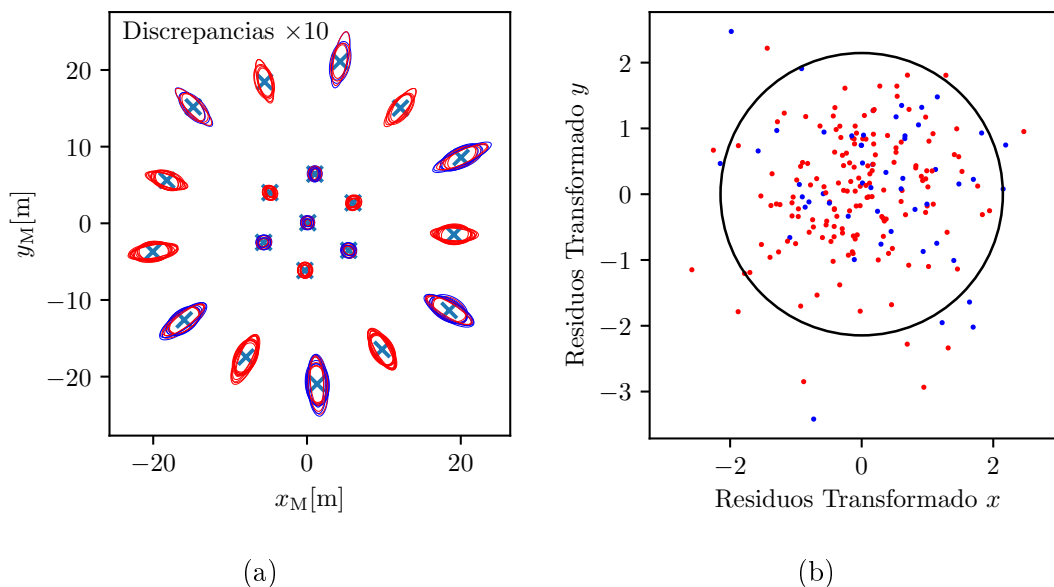 Discrepancias ×10
20
10
0
−10
−20
y_M[m]
−20
0
20
x_M[m]
(a)
2
1
0
−1
−2
−3
Residuos Transformado y
−2
0
2
Residuos Transformado x
(b)